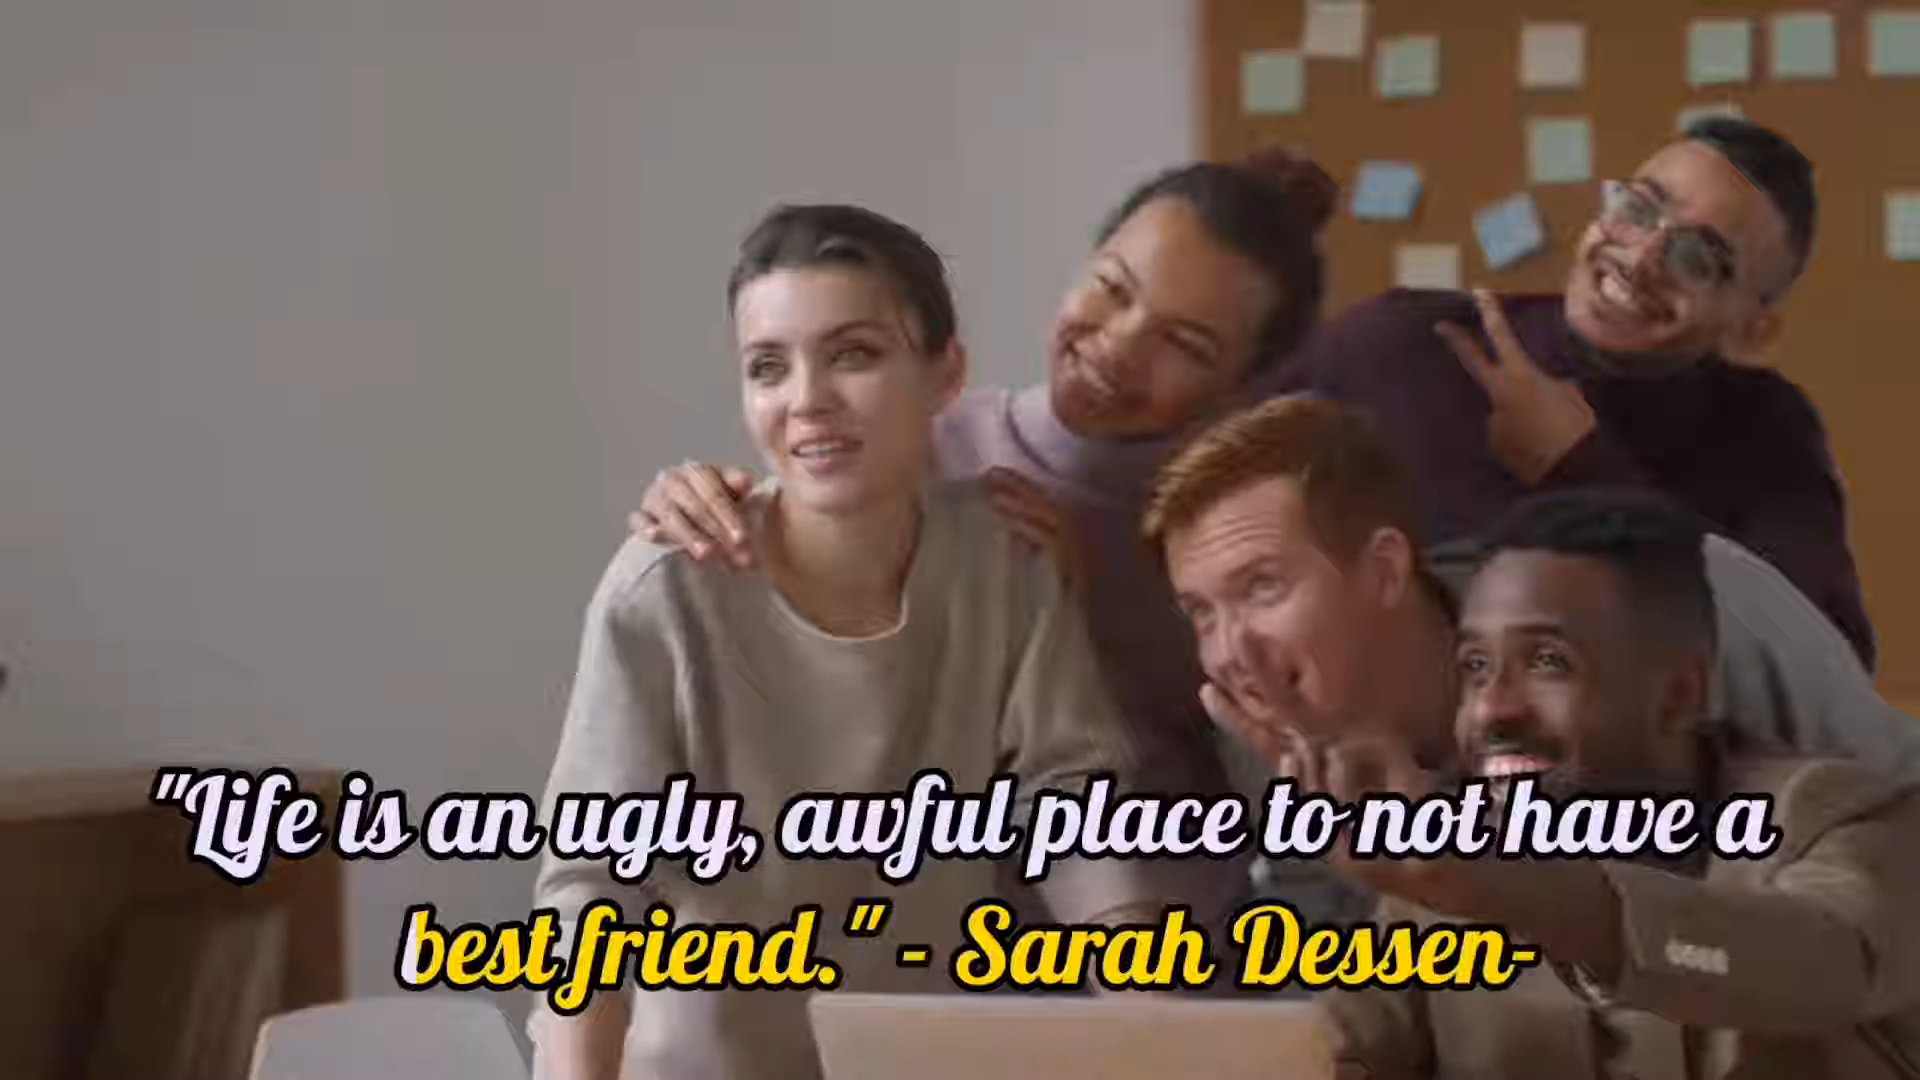 "Life is an ugly, awful place to not have a
best friend." - Sarah Dessen-